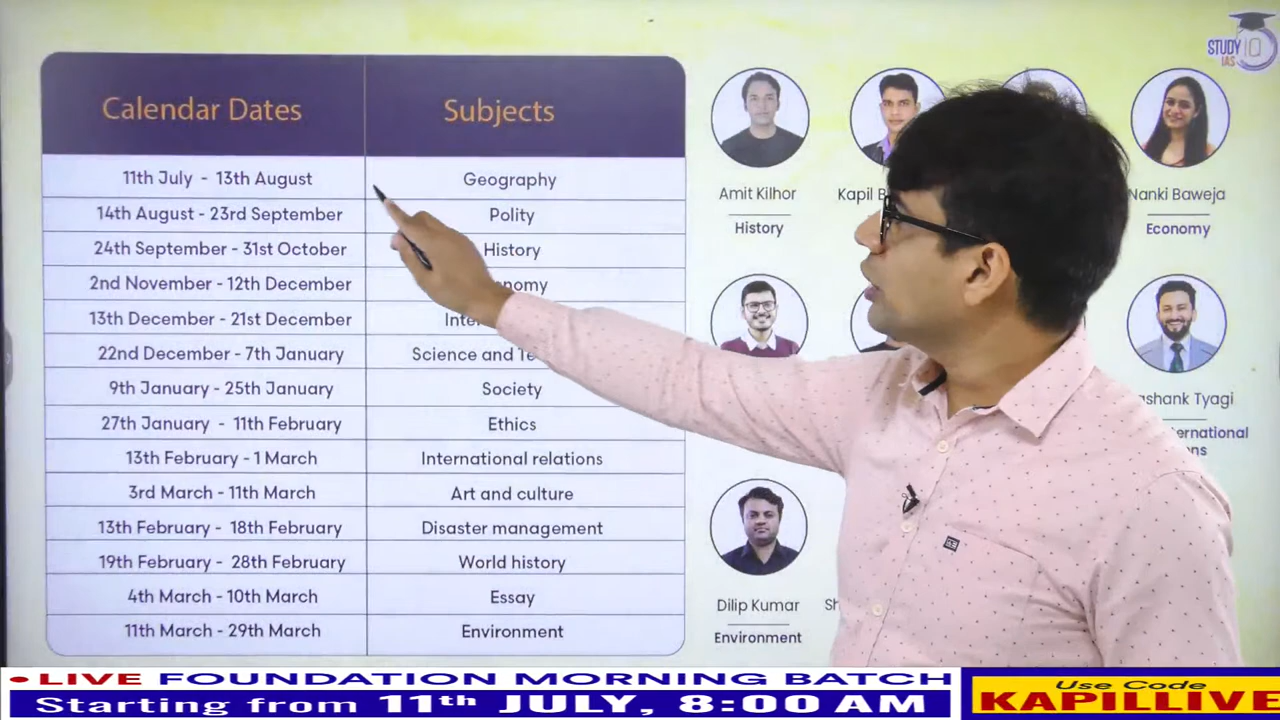 STUDY IQ
IAS
Calendar Dates Subjects
11th July - 13th August Geography
14th August - 23rd September Polity
24th September - 31st October History
2nd November - 12th December
13th December - 21st December
22nd December - 7th January Science and
9th January - 25th January Society
27th January - 11th February Ethics
13th February - 1 March International relations
3rd March - 11th March Art and culture
13th February - 18th February Disaster management
19th February - 28th February World history
4th March - 10th March Essay
11th March - 29th March Environment
Amit Kilhor
History
Kapil
Nanki Baweja
Economy
Tyagi
Dilip Kumar
Environment
• LIVE FOUNDATION MORNING BATCH
Starting from 11th JULY, 8:00 AM
Use Code
KAPILLIVE